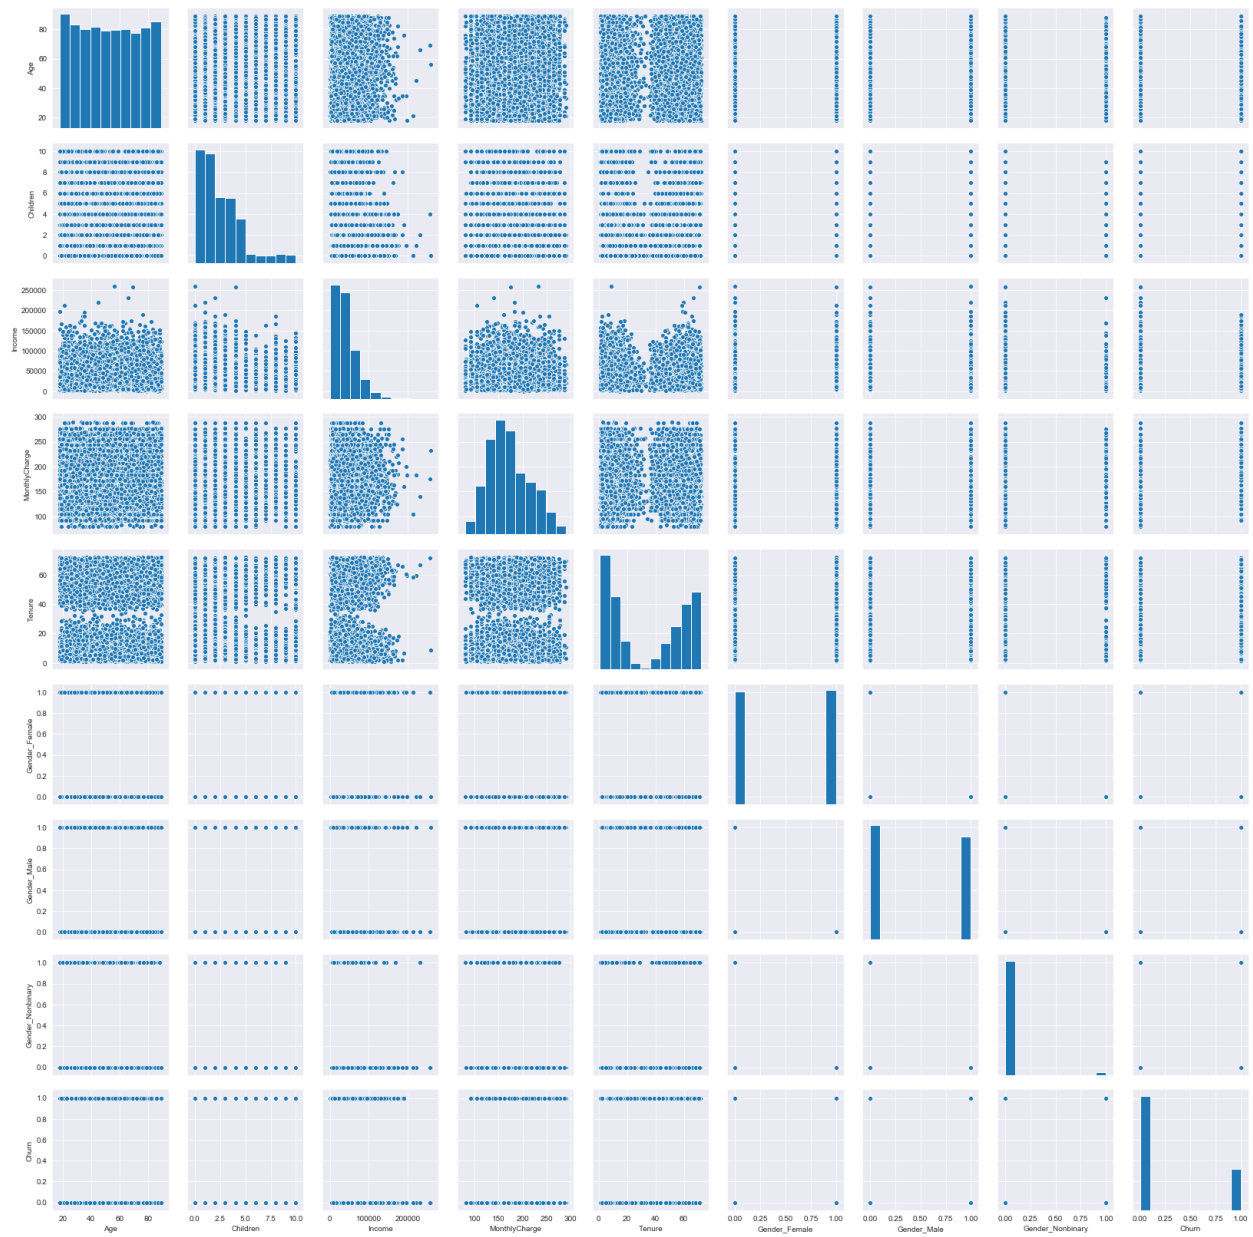 80
60
40
20
Age
10
8
6
4
2
0
Children
250000
200000
150000
100000
50000
0
Income
300
250
200
150
100
MonthlyCharge
60
40
20
0
Tenure
1.0
0.8
0.6
0.4
0.2
0.0
Gender_Female
1.0
0.8
0.6
0.4
0.2
0.0
Gender_Male
1.0
0.8
0.6
0.4
0.2
0.0
Gender_Nonbinary
1.0
0.8
0.6
0.4
0.2
0.0
Churn
20 40 60 80
Age
0.0 2.5 5.0 7.5 10.0
Children
0 100000 200000
Income
100 150 200 250 300
MonthlyCharge
0 20 40 60
Tenure
0.00 0.25 0.50 0.75 1.00
Gender_Female
0.00 0.25 0.50 0.75 1.00
Gender_Male
0.00 0.25 0.50 0.75 1.00
Gender_Nonbinary
0.00 0.25 0.50 0.75 1.00
Churn